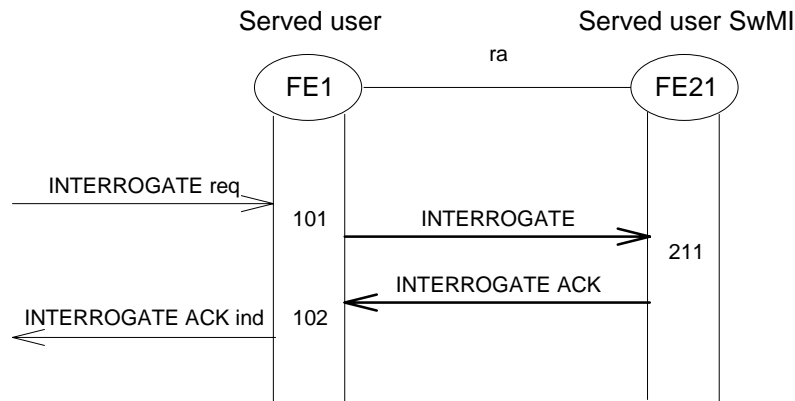 Served user
Served user SwMI
ra
FE1
FE21
INTERROGATE req
101
INTERROGATE
211
INTERROGATE ACK
INTERROGATE ACK ind
102